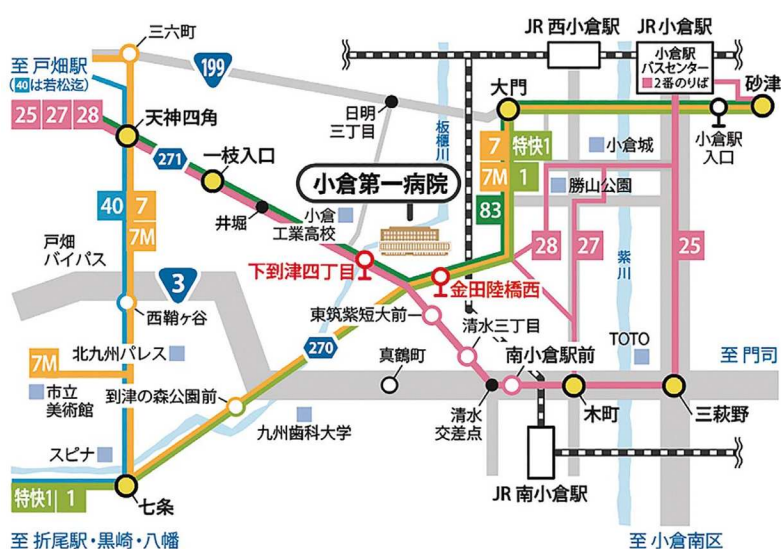 三六町
至 戸畑駅
(40は若松迄)
199
JR 西小倉駅
JR 小倉駅
小倉駅
バスセンター
2番のりば
砂津
25 27 28
天神四角
日明
三丁目
板櫃川
大門
小倉駅
入口
271
一枝入口
7
特快1
小倉城
小倉第一病院
7M
1
勝山公園
40
7
井堀
小倉
工業高校
83
7M
28
27
25
戸畑
バイパス
下到津四丁目
紫川
3
金田陸橋西
西鞘ヶ谷
東筑紫短大前
清水三丁目
270
TOTO
北九州パレス
真鶴町
南小倉駅前
至 門司
7M
市立
美術館
到津の森公園前
清水
交差点
木町
三萩野
九州歯科大学
スピナ
JR 南小倉駅
特快1 1
七条
至 折尾駅・黒崎・八幡
至 小倉南区